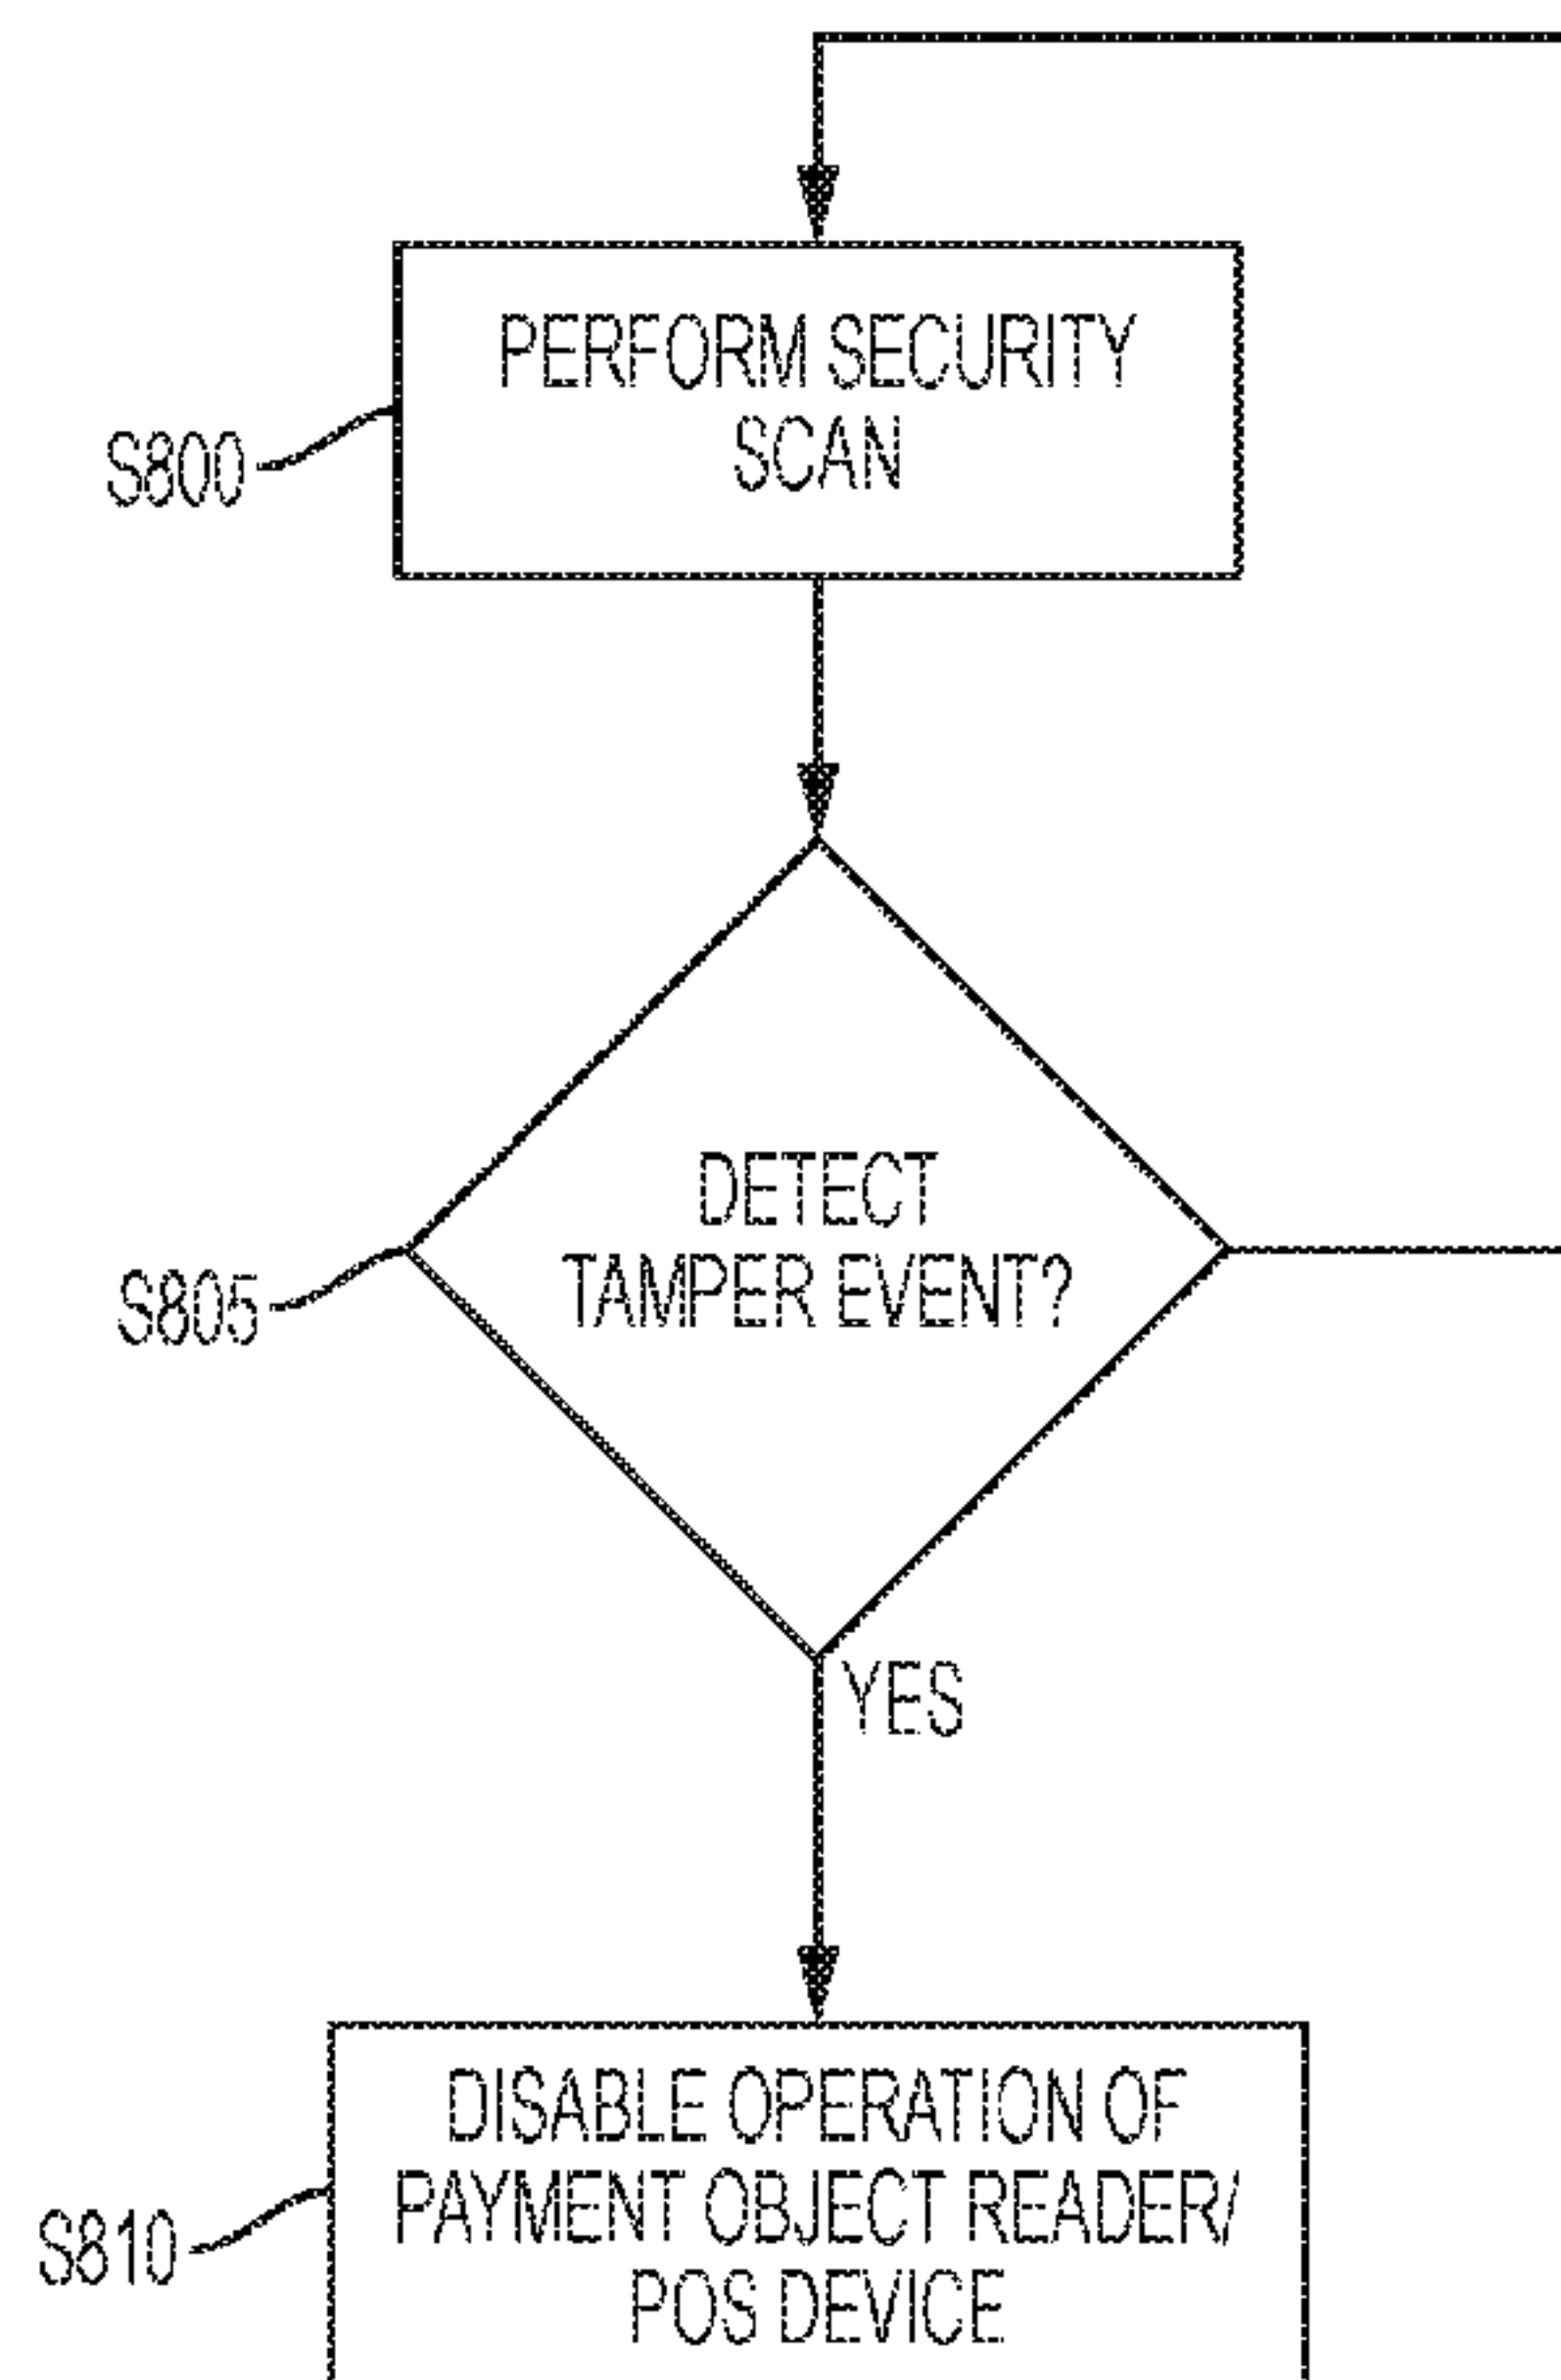 PERFORM SECURITY
SCAN
S800
DETECT
TAMPER EVENT?
S805
YES
DISABLE OPERATION OF
PAYMENT OBJECT READER/
POS DEVICE
S810